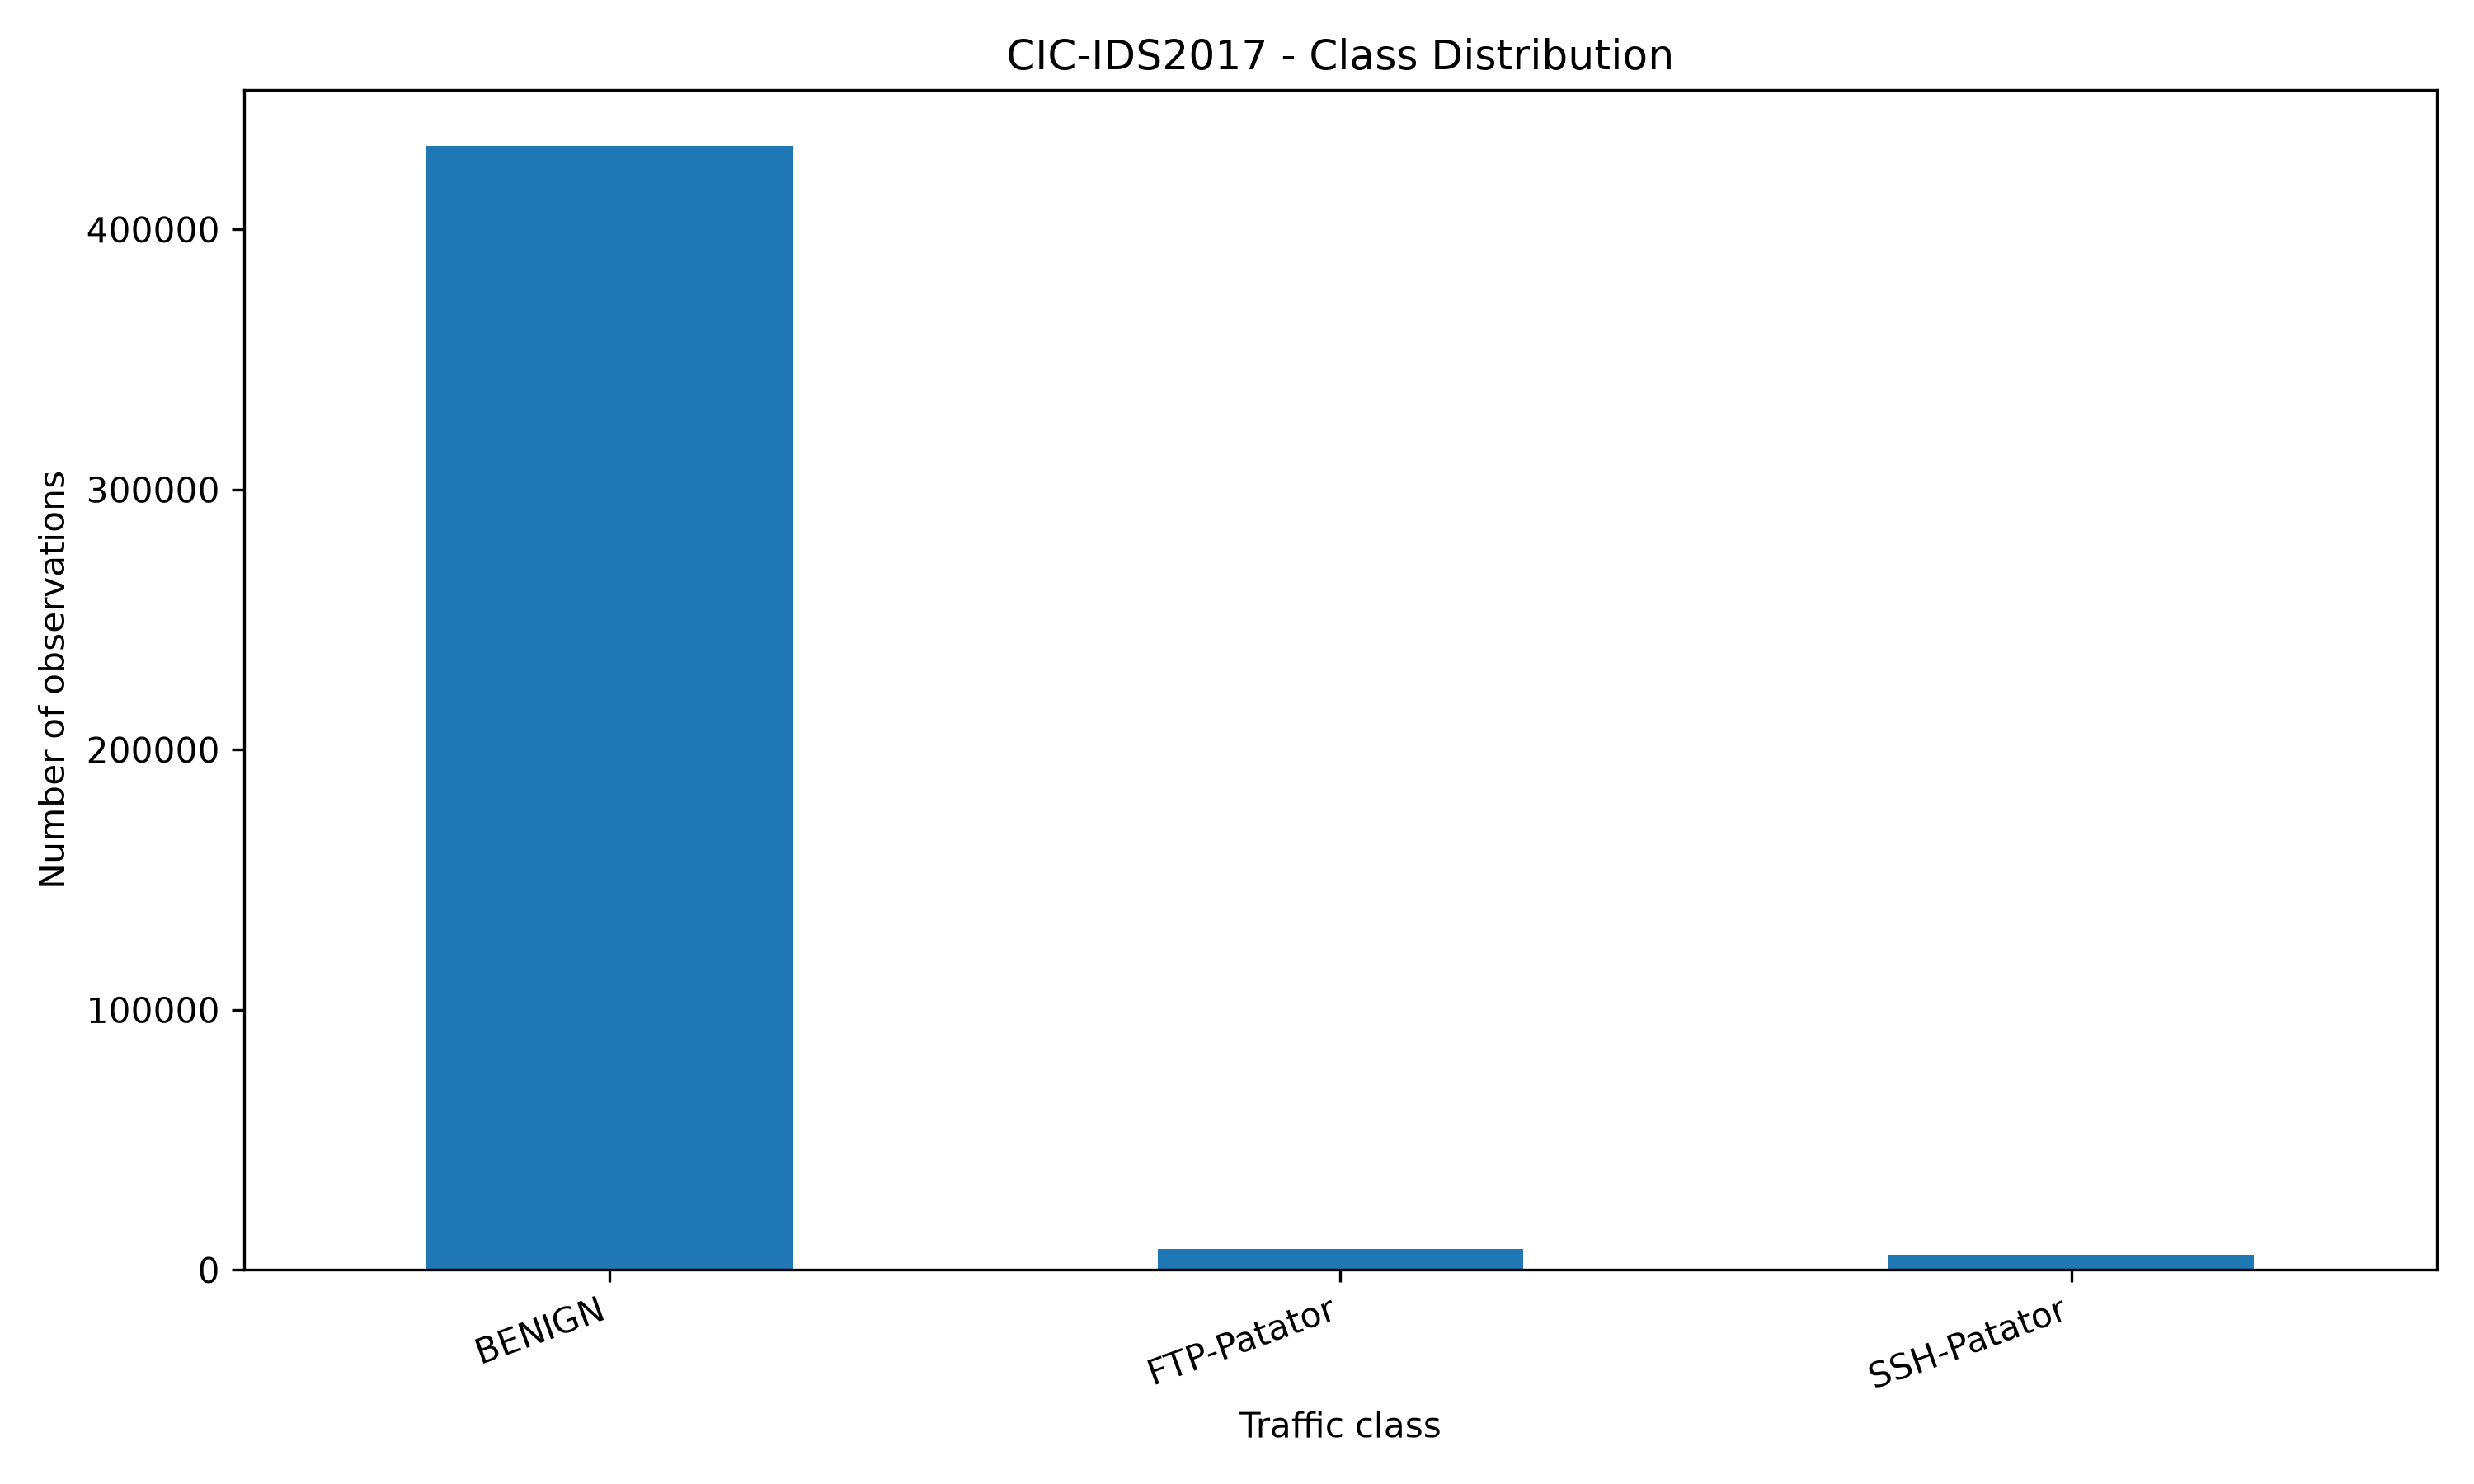 CIC-IDS2017 - Class Distribution
Number of observations
400000
300000
200000
100000
0
BENIGN
FTP-Patator
SSH-Patator
Traffic class